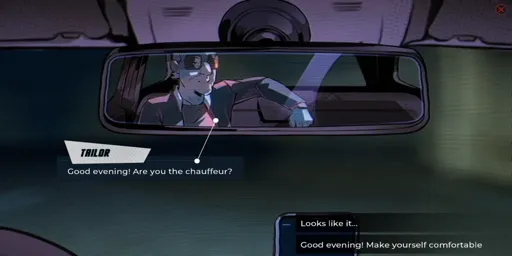 TAILOR
Good evening! Are you the chauffeur?
Looks like it...
Good evening! Make yourself comfortable